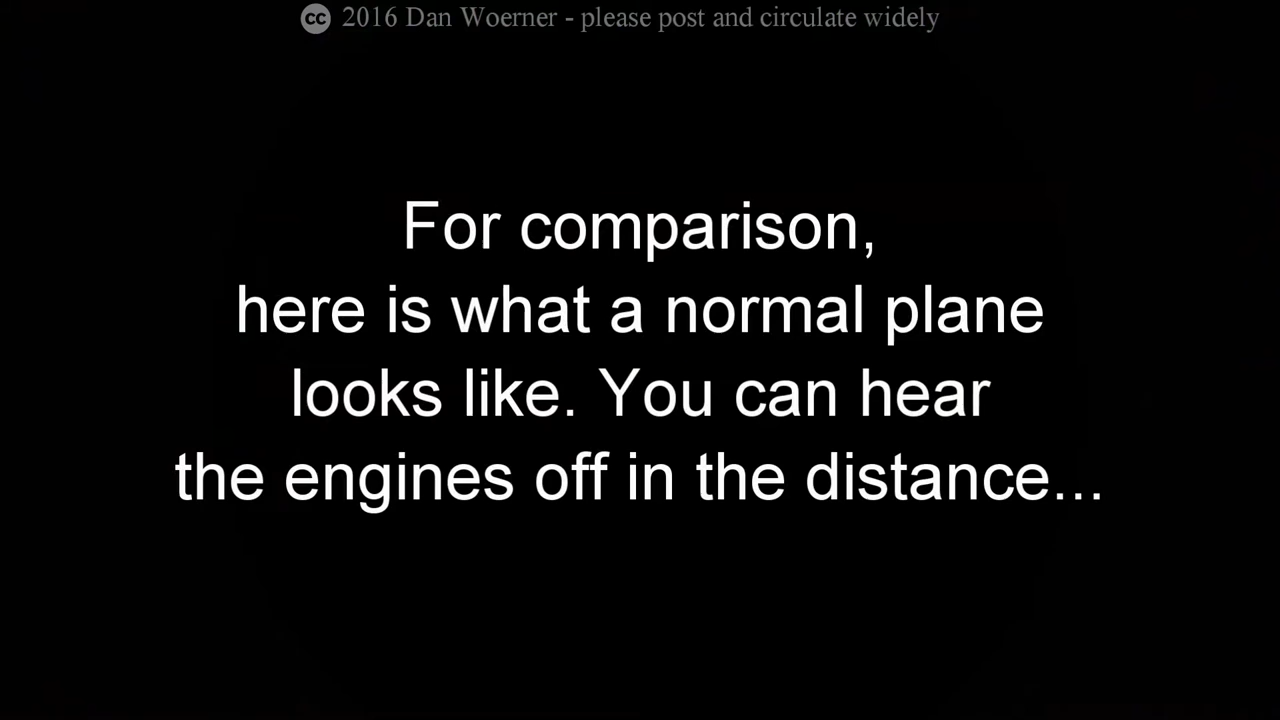 cc 2016 Dan Woerner - please post and circulate widely
For comparison,
here is what a normal plane
looks like. You can hear
the engines off in the distance...